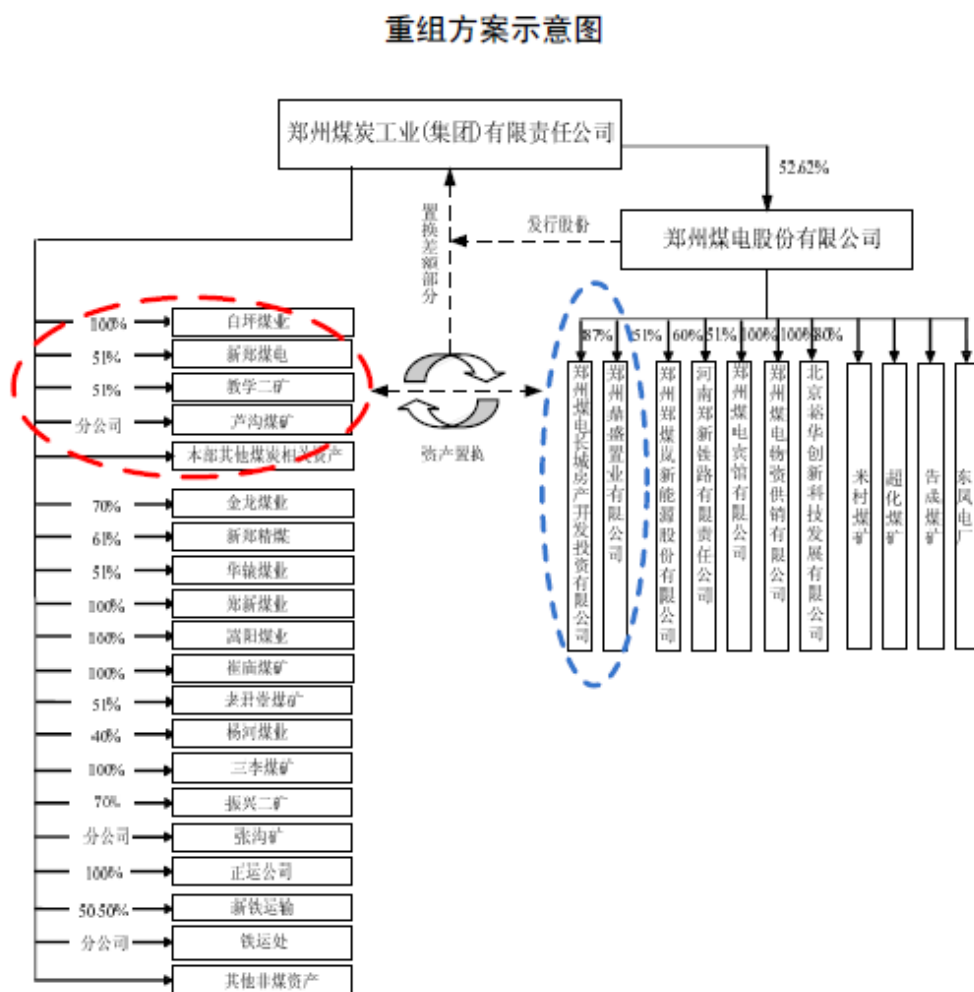 重组方案示意图
郑州煤炭工业(集团)有限责任公司
52.62%
郑州煤电股份有限公司
发行股份
置换差额部分
资产置换
100%
白坪煤业
51%
新郑煤电
51%
教学二矿
分公司
芦沟煤矿
本部其他煤炭相关资产
70%
金龙煤业
61%
新郑精煤
51%
华辕煤业
100%
郑新煤业
100%
嵩阳煤业
100%
崔庙煤矿
51%
老君堂煤矿
40%
杨河煤业
100%
三李煤矿
70%
振兴二矿
分公司
张沟矿
100%
正运公司
50.50%
新铁运输
分公司
铁运处
其他非煤资产
87%
51%
60%
51%
100%
100%
80%
郑州煤电长城房产开发投资有限公司
郑州鼎盛置业有限公司
郑州郑煤岚新能源股份有限公司
河南郑新铁路有限责任公司
郑州煤电宾馆有限公司
郑州煤电物资供销有限公司
北京裕华创新科技发展有限公司
米村煤矿
超化煤矿
告成煤矿
东风电厂